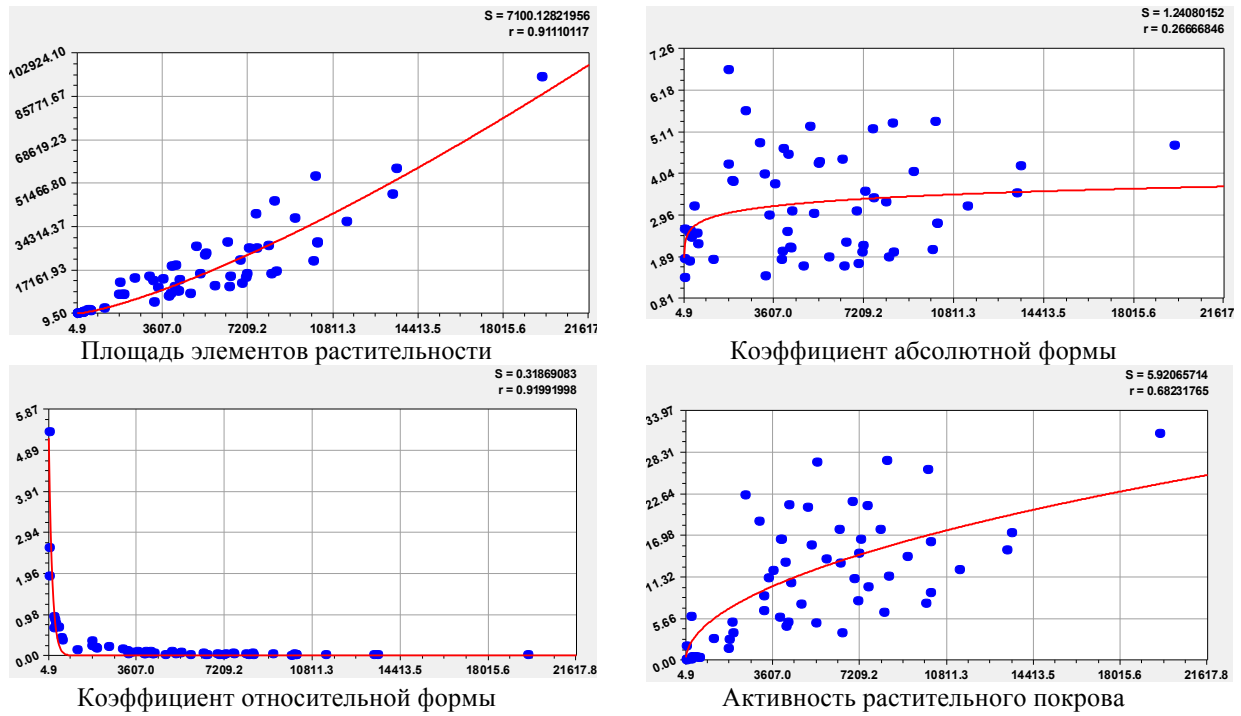 S = 7100.12821956
r = 0.91110117
102924.10
85771.67
68619.23
51466.80
34314.37
17161.93
9.50
4.9 3607.0 7209.2 10811.3 14413.5 18015.6 21617
Площадь элементов растительности
S = 1.24080152
r = 0.26666846
7.26
6.18
5.11
4.04
2.96
1.89
0.81
4.9 3607.0 7209.2 10811.3 14413.5 18015.6 21617.8
Коэффициент абсолютной формы
S = 0.31869083
r = 0.91991998
5.87
4.89
3.91
2.94
1.96
0.98
0.00
4.9 3607.0 7209.2 10811.3 14413.5 18015.6 21617.8
Коэффициент относительной формы
S = 5.92065714
r = 0.68231765
33.97
28.31
22.64
16.98
11.32
5.66
0.00
4.9 3607.0 7209.2 10811.3 14413.5 18015.6 21617.8
Активность растительного покрова